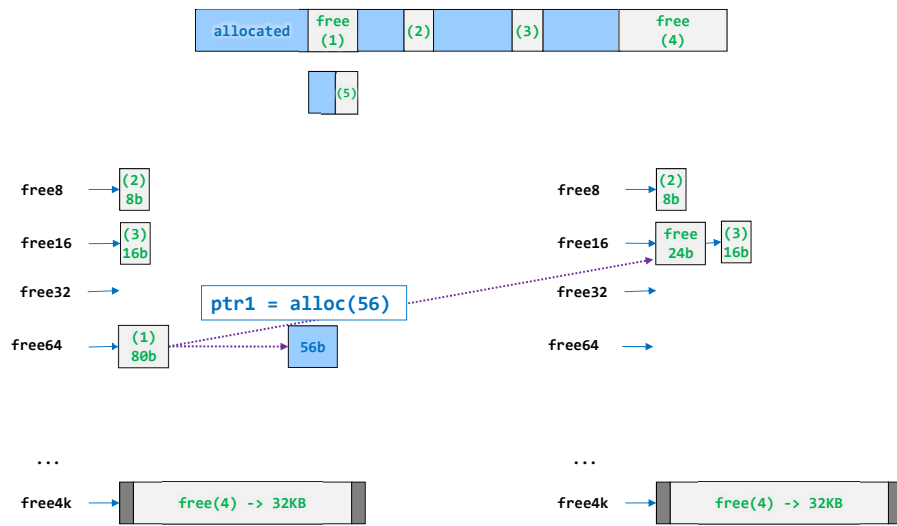 allocated
free
(1)
(2)
(3)
free
(4)
(5)
free8
(2)
8b
free8
(2)
8b
free16
(3)
16b
free16
free
24b
(3)
16b
free32
free32
ptr1 = alloc(56)
free64
(1)
80b
56b
free64
...
...
free4k
free(4) -> 32KB
free4k
free(4) -> 32KB